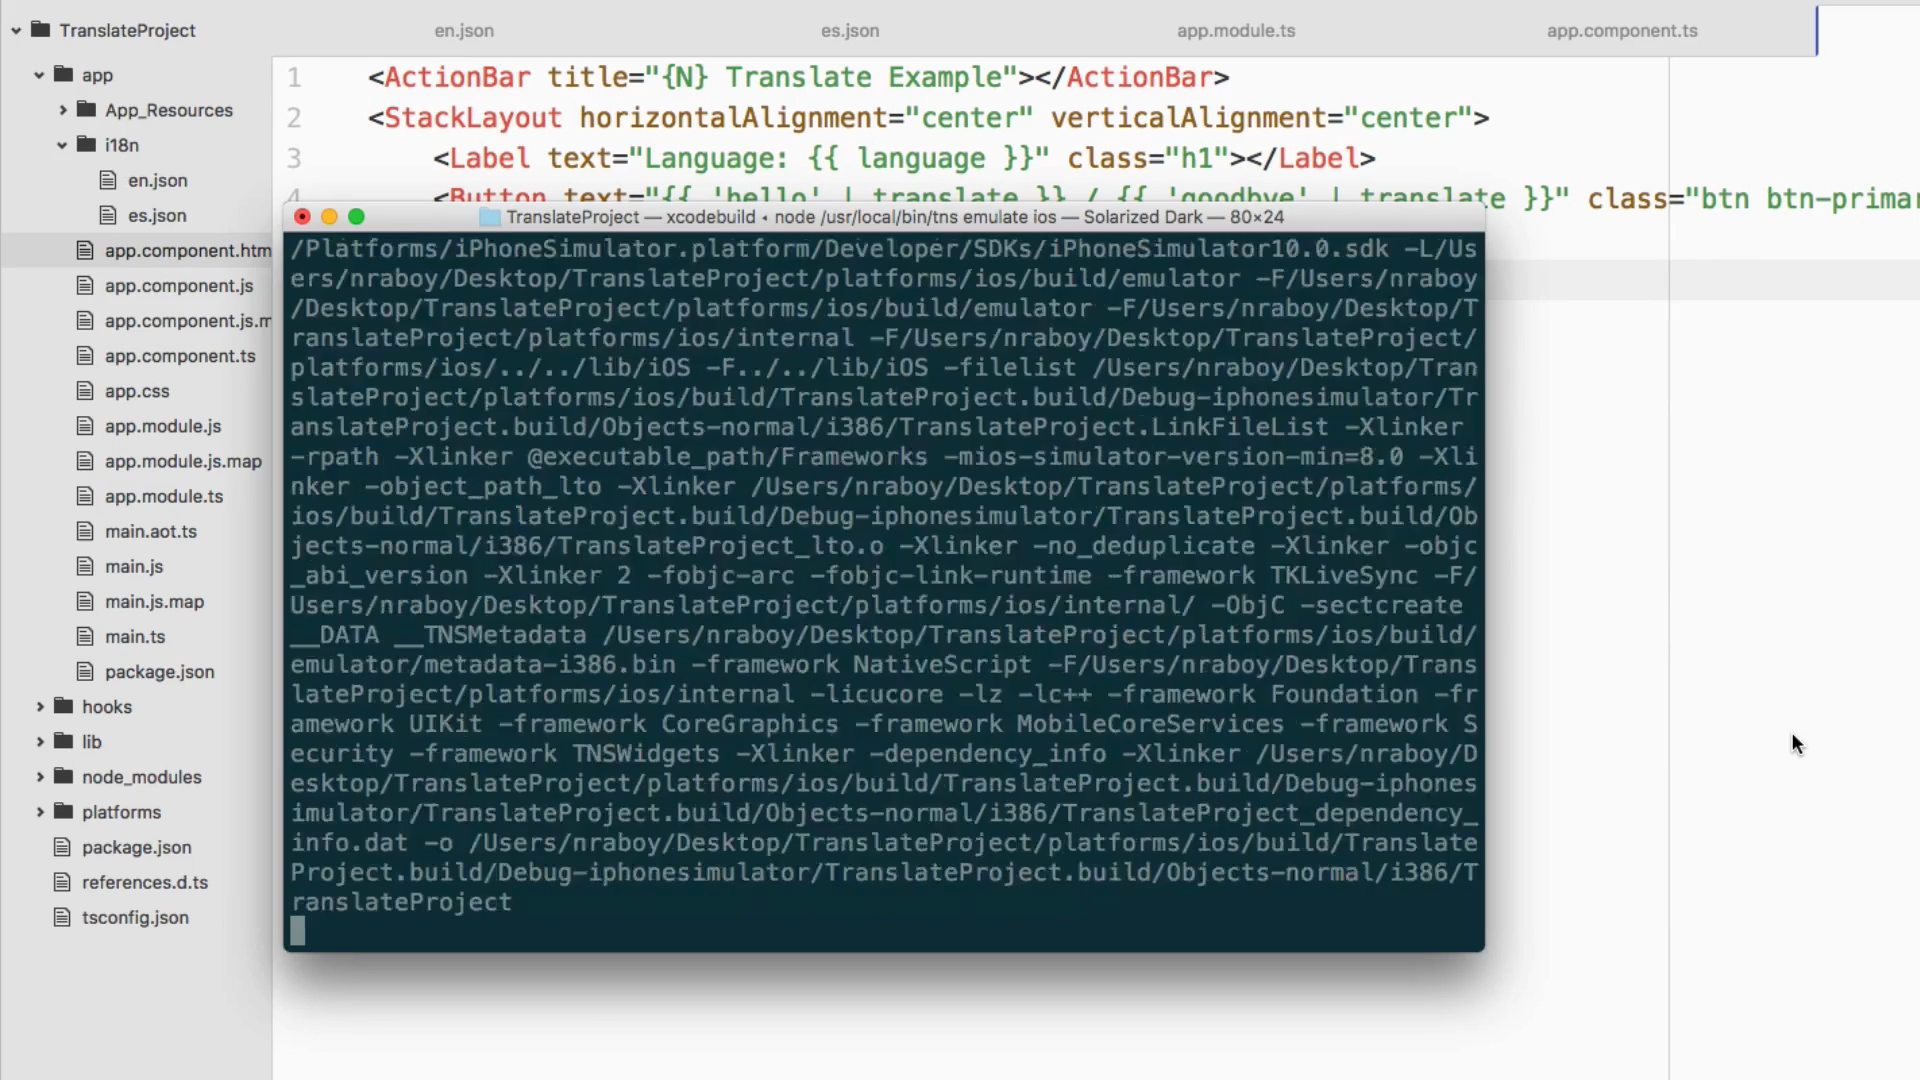 TranslateProject
app
App_Resources
i18n
en.json
es.json
app.component.htm
app.component.js
app.component.js.m
app.component.ts
app.css
app.module.js
app.module.js.map
app.module.ts
main.aot.ts
main.js
main.js.map
main.ts
package.json
hooks
lib
node_modules
platforms
package.json
references.d.ts
tsconfig.json
en.json es.json app.module.ts app.component.ts
1 <ActionBar title="{N} Translate Example"></ActionBar>
2 <StackLayout horizontalAlignment="center" verticalAlignment="center">
3 <Label text="Language: {{ language }}" class="h1"></Label>
4 <Button text="{{ 'hello' | translate }} / {{ 'goodbye' | translate }}" class="btn btn-primar
TranslateProject — xcodebuild • node /usr/local/bin/tns emulate ios — Solarized Dark — 80×24
/Platforms/iPhoneSimulator.platform/Developer/SDKs/iPhoneSimulator10.0.sdk -L/Us
ers/nraboy/Desktop/TranslateProject/platforms/ios/build/emulator -F/Users/nraboy
/Desktop/TranslateProject/platforms/ios/build/emulator -F/Users/nraboy/Desktop/T
ranslateProject/platforms/ios/internal -F/Users/nraboy/Desktop/TranslateProject/
platforms/ios/../../lib/iOS -F../../lib/iOS -filelist /Users/nraboy/Desktop/Tran
slateProject/platforms/ios/build/TranslateProject.build/Debug-iphonesimulator/Tr
anslateProject.build/Objects-normal/i386/TranslateProject.LinkFileList -Xlinker
-rpath -Xlinker @executable_path/Frameworks -mios-simulator-version-min=8.0 -Xli
nker -object_path_lto -Xlinker /Users/nraboy/Desktop/TranslateProject/platforms/
ios/build/TranslateProject.build/Debug-iphonesimulator/TranslateProject.build/Ob
jects-normal/i386/TranslateProject_lto.o -Xlinker -no_deduplicate -Xlinker -objc
_abi_version -Xlinker 2 -fobjc-arc -fobjc-link-runtime -framework TKLiveSync -F/
Users/nraboy/Desktop/TranslateProject/platforms/ios/internal/ -ObjC -sectcreate
__DATA __TNSMetadata /Users/nraboy/Desktop/TranslateProject/platforms/ios/build/
emulator/metadata-i386.bin -framework NativeScript -F/Users/nraboy/Desktop/Trans
lateProject/platforms/ios/internal -licucore -lz -lc++ -framework Foundation -fr
amework UIKit -framework CoreGraphics -framework MobileCoreServices -framework S
ecurity -framework TNSWidgets -Xlinker -dependency_info -Xlinker /Users/nraboy/D
esktop/TranslateProject/platforms/ios/build/TranslateProject.build/Debug-iphones
imulator/TranslateProject.build/Objects-normal/i386/TranslateProject_dependency_
info.dat -o /Users/nraboy/Desktop/TranslateProject/platforms/ios/build/Translate
Project.build/Debug-iphonesimulator/TranslateProject.build/Objects-normal/i386/T
ranslateProject